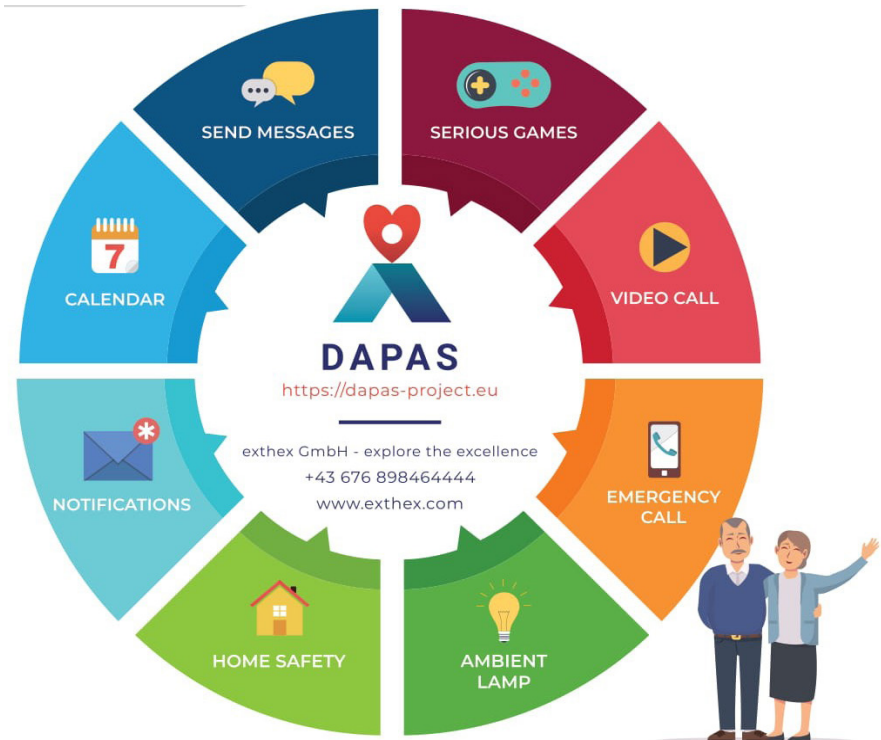 SEND MESSAGES
SERIOUS GAMES
7
CALENDAR
VIDEO CALL
DAPAS
https://dapas-project.eu
exthex GmbH - explore the excellence
+43 676 898464444
www.exthex.com
NOTIFICATIONS
EMERGENCY
CALL
HOME SAFETY
AMBIENT
LAMP